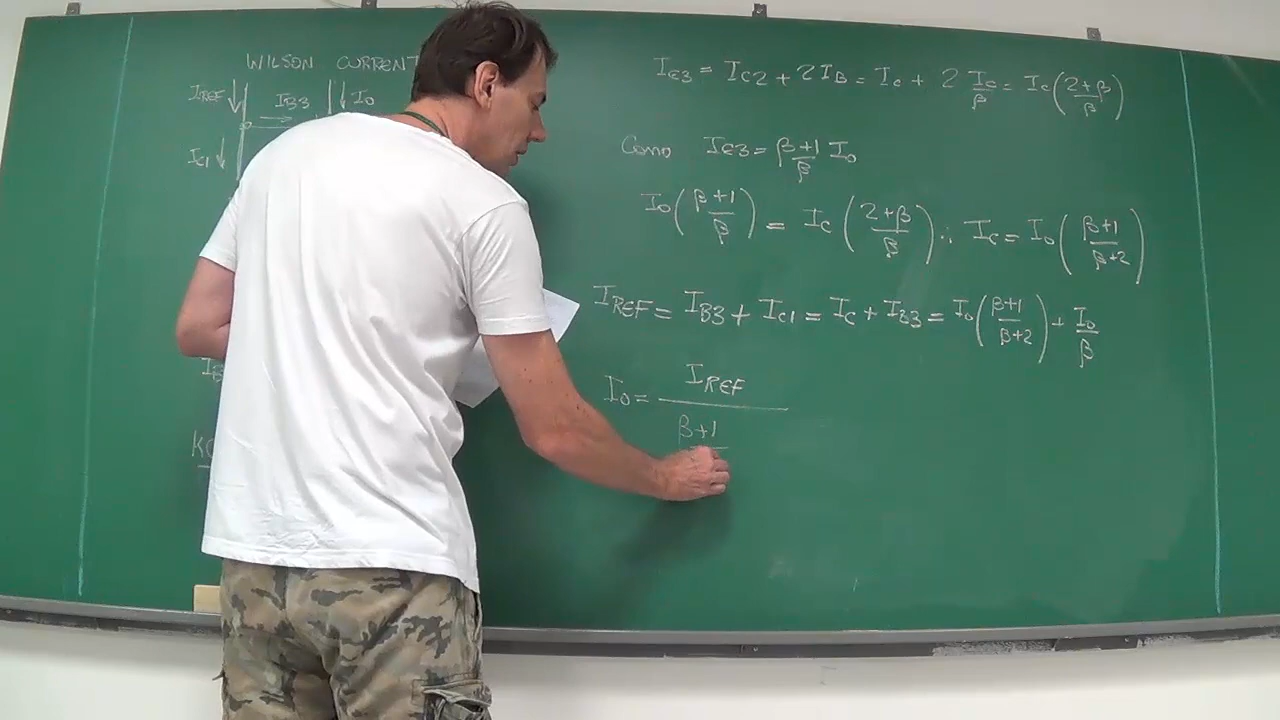 WILSON CURRENT
IREF IB3 IO
IC1
IE3 = IC2 + 2IB = IC + 2 IC/β = IC(2+β/β)
Como IE3 = β+1/β IO
IO(β+1/β) = IC(2+β/β) ∴ IC = IO(β+1/β+2)
IREF = IB3 + IC1 = IC + IB3 = IO(β+1/β+2) + IO/β
IO = IREF
β+1